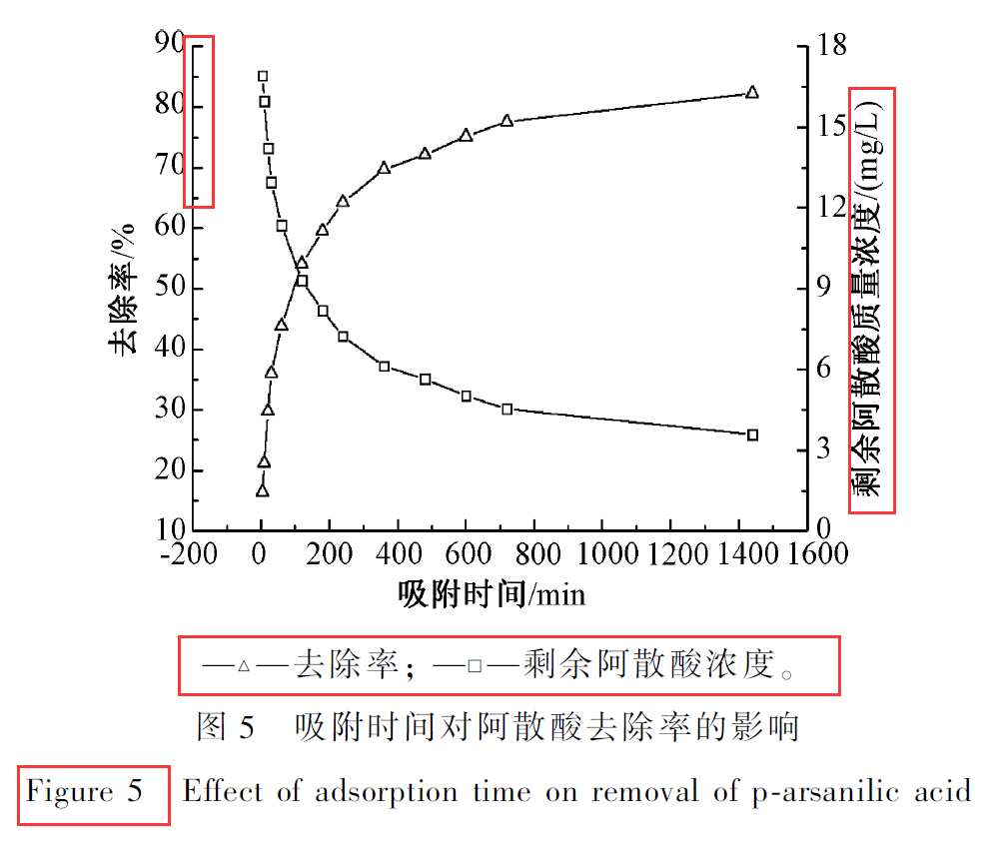 90
80
70
60
50
40
30
20
10
去除率/%
18
15
12
9
6
3
0
剩余阿散酸质量浓度/(mg/L)
-200 0 200 400 600 800 1000 1200 1400 1600
吸附时间/min
—△—去除率；—□—剩余阿散酸浓度。
图 5 吸附时间对阿散酸去除率的影响
Figure 5 Effect of adsorption time on removal of p-arsanilic acid